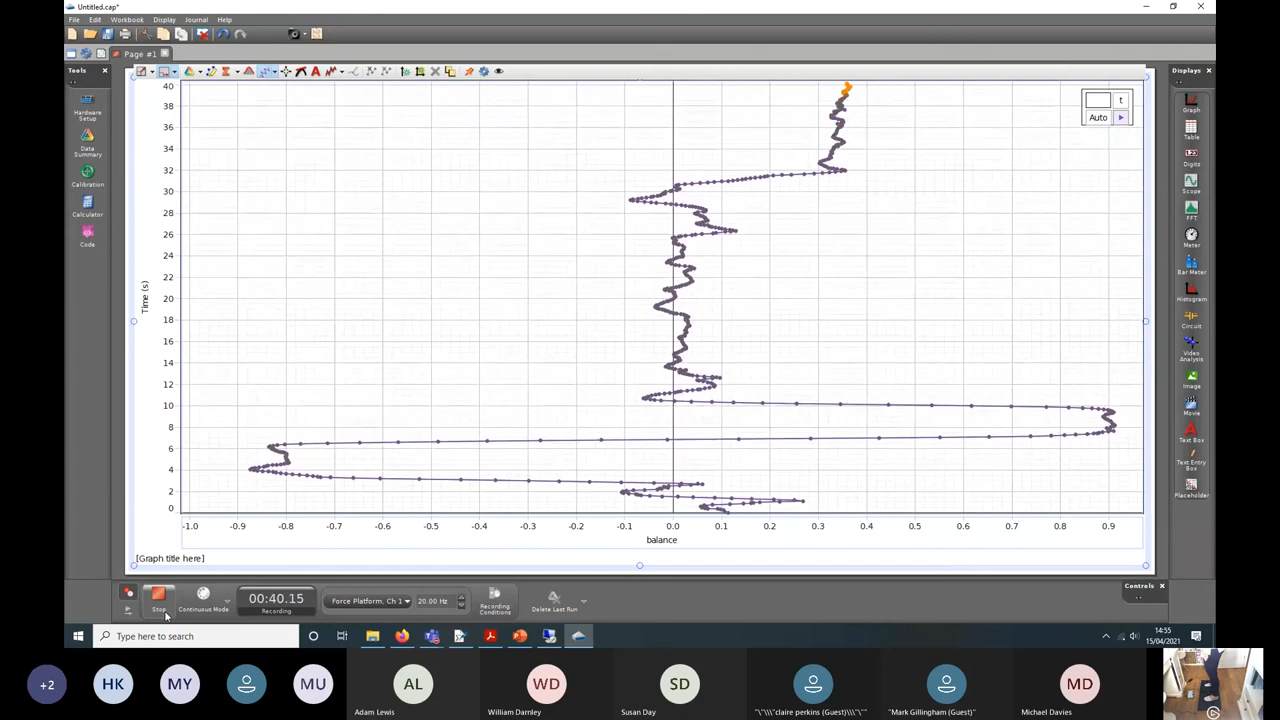 Untitled.cap*
File Edit Workbook Display Journal Help
Page #1
Tools
Displays
Hardware Setup
Data Summary
Calibration
Calculator
Code
Graph
Table
1.23
Digits
Scope
FFT
Meter
Bar Meter
Histogram
Circuit
Video Analysis
Image
Movie
Text Box
Text Entry Box
Placeholder
t
Auto
Time (s)
40
38
36
34
32
30
28
26
24
22
20
18
16
14
12
10
8
6
4
2
0
-1.0 -0.9 -0.8 -0.7 -0.6 -0.5 -0.4 -0.3 -0.2 -0.1 0.0 0.1 0.2 0.3 0.4 0.5 0.6 0.7 0.8 0.9
balance
[Graph title here]
Stop
Continuous Mode
00:40.15
Recording
Force Platform, Ch 1
20.00 Hz
Recording Conditions
Delete Last Run
Controls
Type here to search
14:55
15/04/2021
+2
HK
MY
MU
AL
Adam Lewis
WD
William Darnley
SD
Susan Day
"\"\\\"claire perkins (Guest)\\\"\"
"Mark Gillingham (Guest)"
MD
Michael Davies